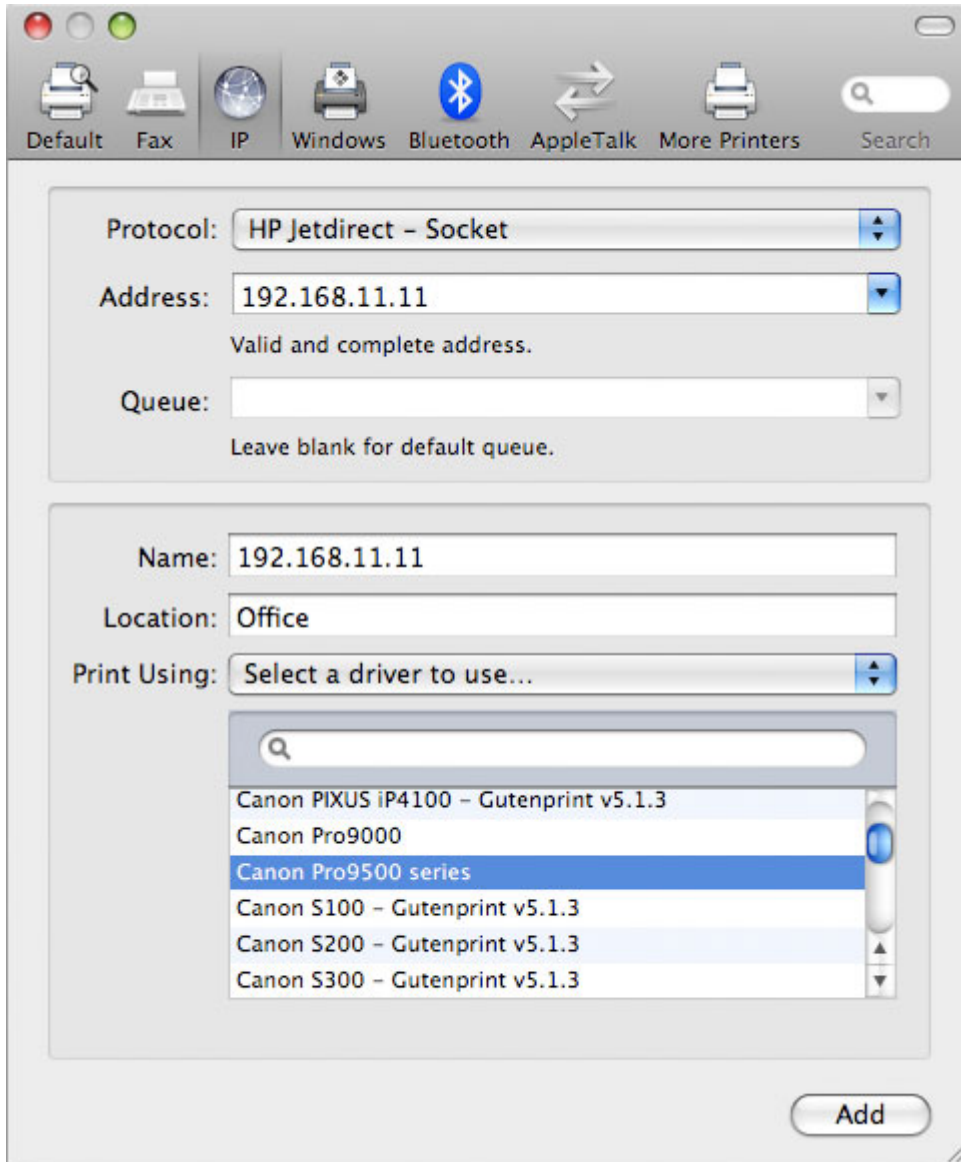 Default Fax IP Windows Bluetooth AppleTalk More Printers Search
Protocol: HP Jetdirect – Socket
Address: 192.168.11.11
Valid and complete address.
Queue:
Leave blank for default queue.
Name: 192.168.11.11
Location: Office
Print Using: Select a driver to use...
Canon PIXUS iP4100 – Gutenprint v5.1.3
Canon Pro9000
Canon Pro9500 series
Canon S100 – Gutenprint v5.1.3
Canon S200 – Gutenprint v5.1.3
Canon S300 – Gutenprint v5.1.3
Add